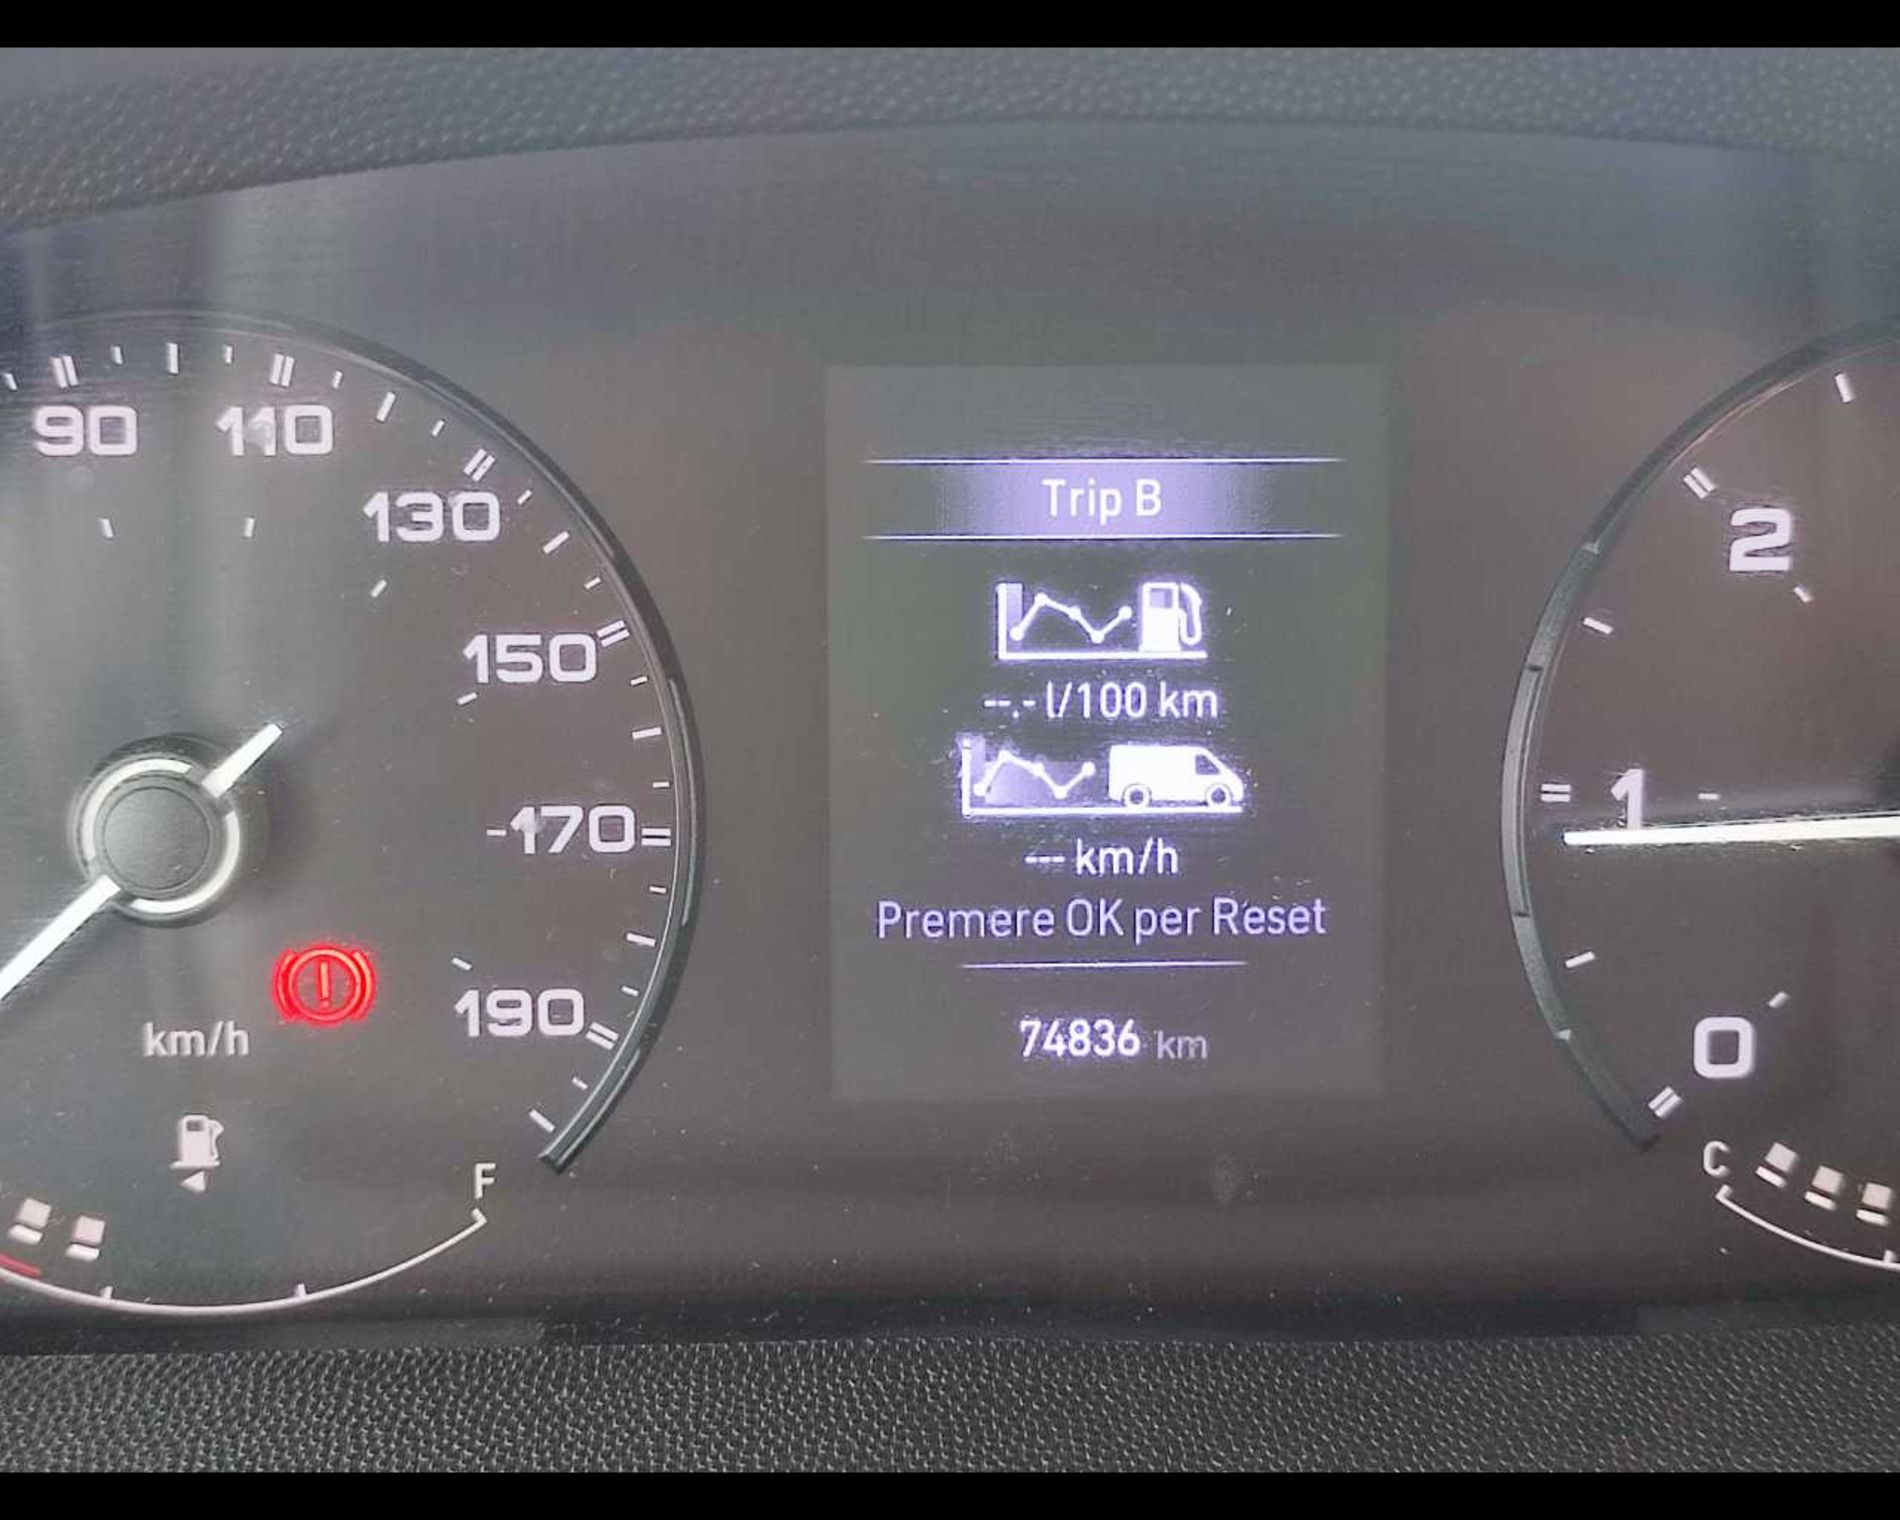 90
110
130
150
170
190
km/h
F
Trip B
--.- l/100 km
--- km/h
Premere OK per Reset
74836 km
2
1
0
C